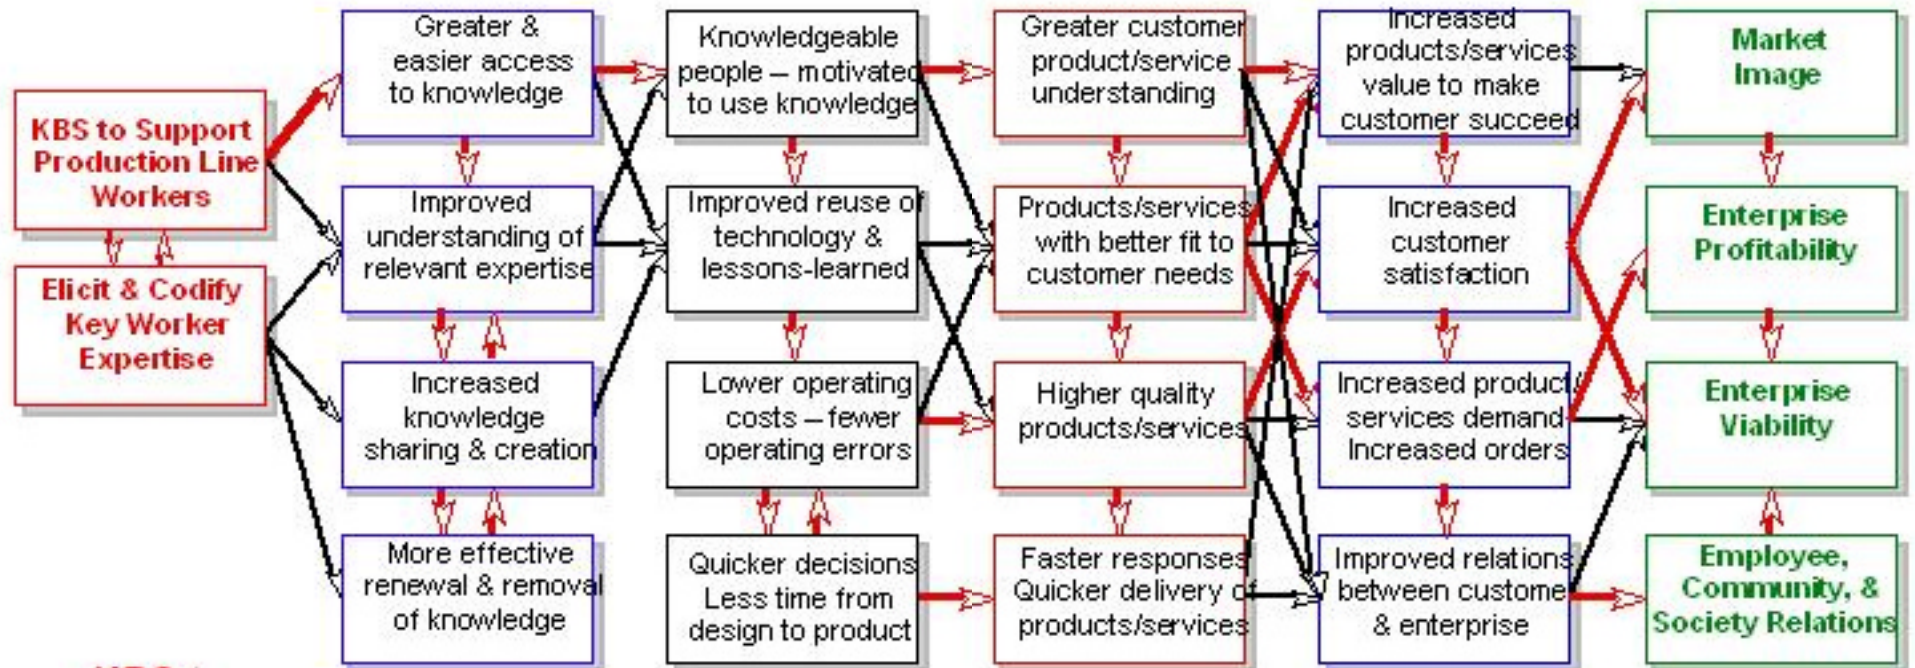 KBS to Support
Production Line
Workers
Elicit & Codify
Key Worker
Expertise
Greater &
easier access
to knowledge
Improved
understanding of
relevant expertise
Increased
knowledge
sharing & creation
More effective
renewal & removal
of knowledge
Knowledgeable
people – motivated
to use knowledge
Improved reuse of
technology &
lessons-learned
Lower operating
costs – fewer
operating errors
Quicker decisions
Less time from
design to product
Greater customer
product/service
understanding
Products/services
with better fit to
customer needs
Higher quality
products/services
Faster responses
Quicker delivery of
products/services
Increased
products/services
value to make
customer succeed
Increased
customer
satisfaction
Increased product/
services demand
Increased orders
Improved relations
between custome
& enterprise
Market
Image
Enterprise
Profitability
Enterprise
Viability
Employee,
Community, &
Society Relations